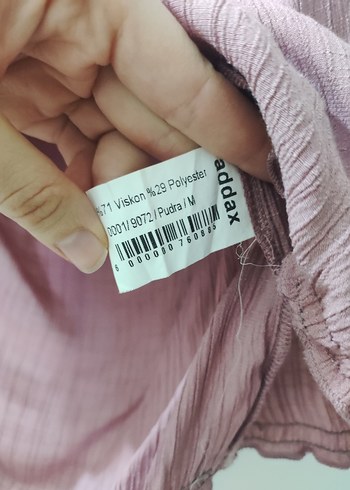 %71 Viskon %29 Polyester
0001/ 9072 / Pudra / M
addax